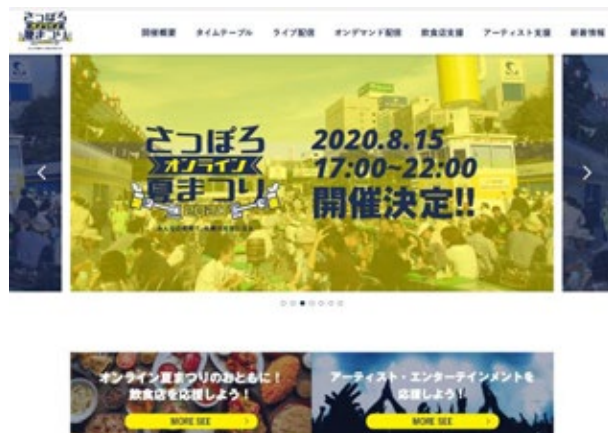 さっぽろ
オンライン
夏まつり
開催概要 タイムテーブル ライブ配信 オンデマンド配信 飲食店支援 アーティスト支援 新着情報
さっぽろ
オンライン
夏まつり
2020
2020.8.15
17:00~22:00
開催決定!!
オンライン夏まつりのおともに！
飲食店を応援しよう！
MORE SEE
アーティスト・エンターテインメントを
応援しよう！
MORE SEE